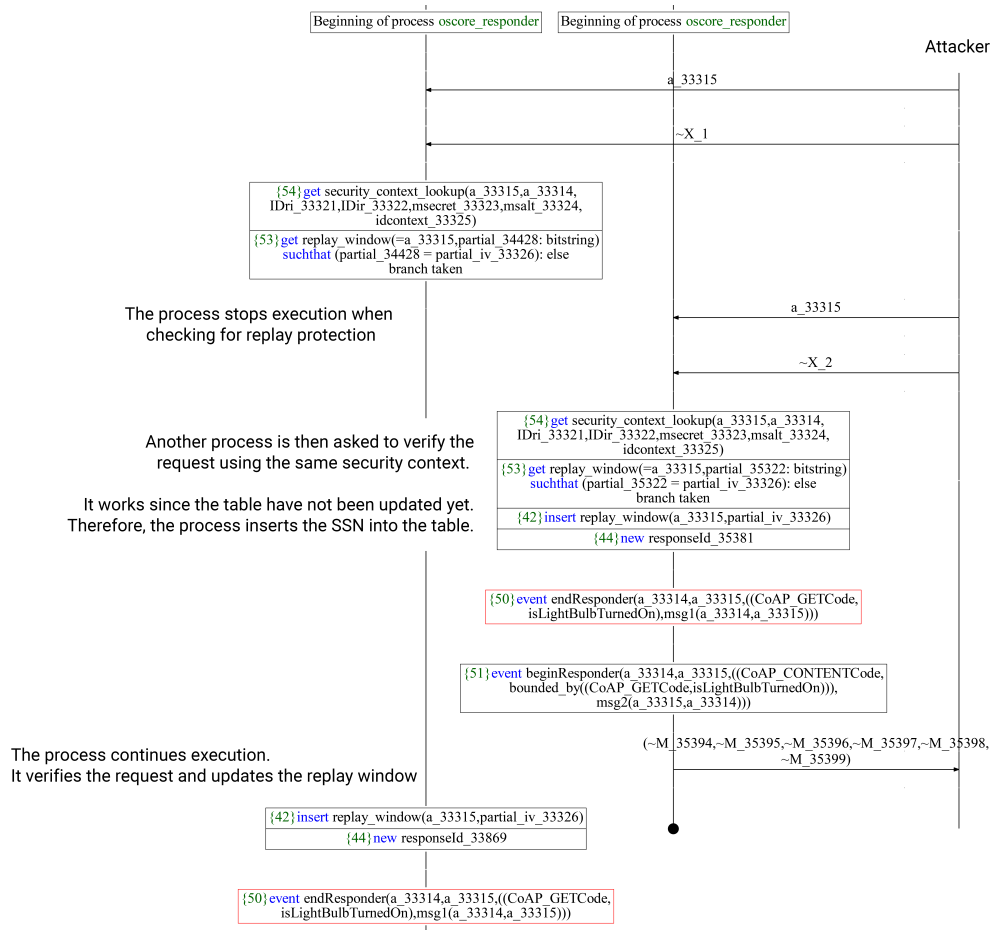 Beginning of process oscore_responder
Beginning of process oscore_responder
Attacker
a_33315
~X_1
{54}get security_context_lookup(a_33315,a_33314,
IDri_33321,IDir_33322,msecret_33323,msalt_33324,
idcontext_33325)
{53}get replay_window(=a_33315,partial_34428: bitstring)
suchthat (partial_34428 = partial_iv_33326): else
branch taken
The process stops execution when
checking for replay protection
a_33315
~X_2
{54}get security_context_lookup(a_33315,a_33314,
IDri_33321,IDir_33322,msecret_33323,msalt_33324,
idcontext_33325)
{53}get replay_window(=a_33315,partial_35322: bitstring)
suchthat (partial_35322 = partial_iv_33326): else
branch taken
{42}insert replay_window(a_33315,partial_iv_33326)
{44}new responseId_35381
Another process is then asked to verify the
request using the same security context.
It works since the table have not been updated yet.
Therefore, the process inserts the SSN into the table.
{50}event endResponder(a_33314,a_33315,((CoAP_GETCode,
isLightBulbTurnedOn),msg1(a_33314,a_33315)))
{51}event beginResponder(a_33314,a_33315,((CoAP_CONTENTCode,
bounded_by((CoAP_GETCode,isLightBulbTurnedOn))),
msg2(a_33315,a_33314)))
(~M_35394,~M_35395,~M_35396,~M_35397,~M_35398,
~M_35399)
The process continues execution.
It verifies the request and updates the replay window
{42}insert replay_window(a_33315,partial_iv_33326)
{44}new responseId_33869
{50}event endResponder(a_33314,a_33315,((CoAP_GETCode,
isLightBulbTurnedOn),msg1(a_33314,a_33315)))